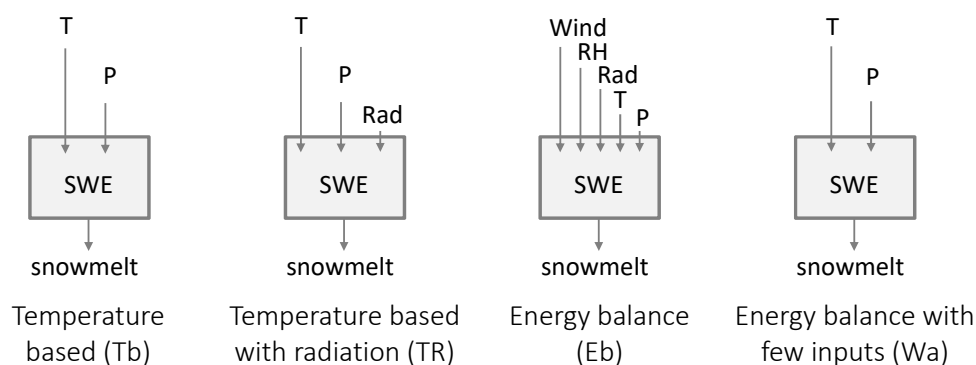 T
P
SWE
snowmelt
Temperature
based (Tb)
T
P
Rad
SWE
snowmelt
Temperature based
with radiation (TR)
Wind
RH
Rad
T
P
SWE
snowmelt
Energy balance
(Eb)
T
P
SWE
snowmelt
Energy balance with
few inputs (Wa)